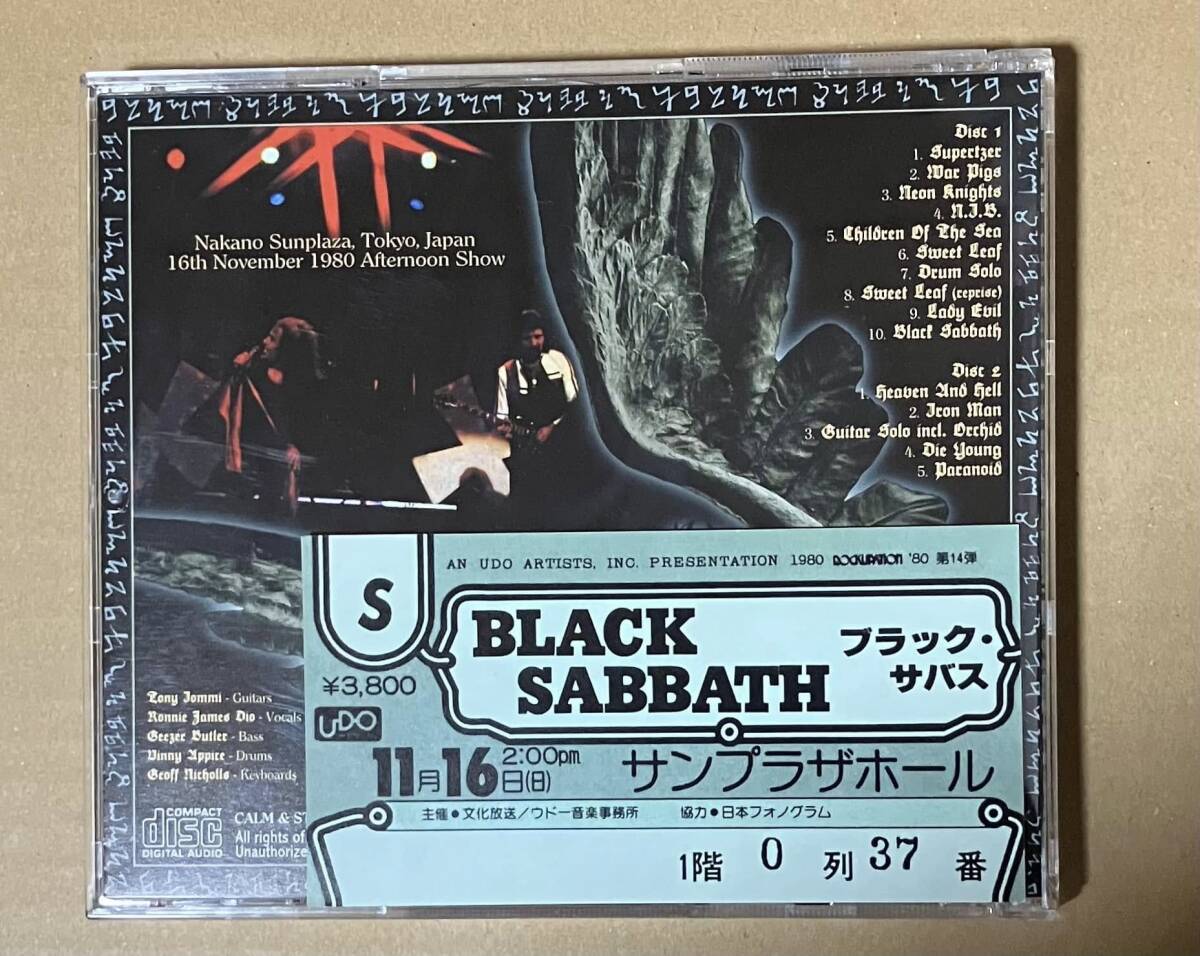 Nakano Sunplaza, Tokyo, Japan
16th November 1980 Afternoon Show
Disc 1
1. Supertzer
2. War Pigs
3. Neon Knights
4. N.I.B.
5. Children Of The Sea
6. Sweet Leaf
7. Drum Solo
8. Sweet Leaf (reprise)
9. Lady Evil
10. Black Sabbath
Disc 2
1. Heaven And Hell
2. Iron Man
3. Guitar Solo incl. Orchid
4. Die Young
5. Paranoid
Tony Iommi - Guitars
Ronnie James Dio - Vocals
Geezer Butler - Bass
Vinny Appice - Drums
Geoff Nicholls - Keyboards
COMPACT
disc
DIGITAL AUDIO
CALM & ST
All rights of
Unauthorize
AN UDO ARTISTS, INC. PRESENTATION 1980 ROCKUPATION '80 第14弾
S
¥3,800
UDO
BLACK
SABBATH
ブラック・
サバス
11月16日(日) 2:00pm サンプラザホール
主催●文化放送/ウドー音楽事務所 協力●日本フォノグラム
1階 O 列 37 番